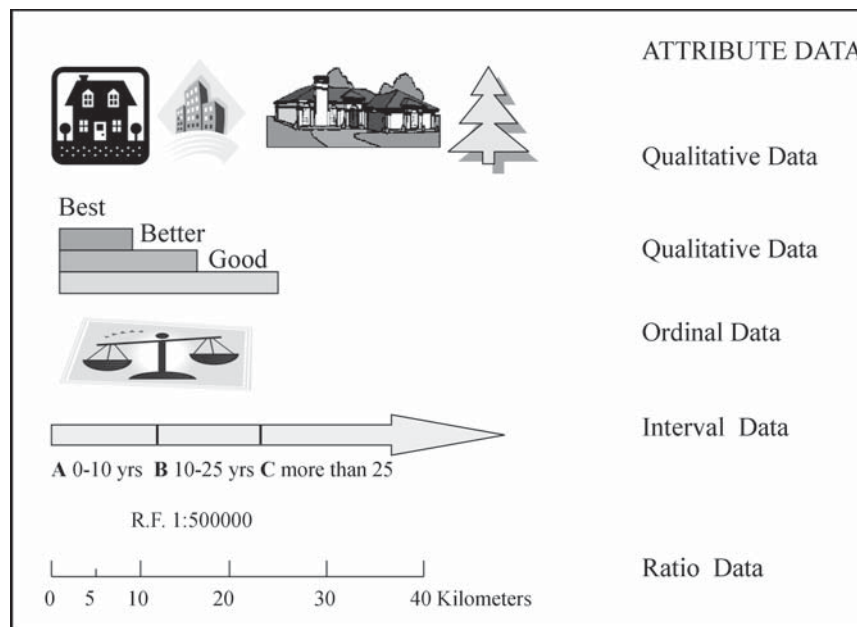 ATTRIBUTE DATA
Qualitative Data
Best
Better
Good
Qualitative Data
Ordinal Data
Interval Data
A 0-10 yrs B 10-25 yrs C more than 25
R.F. 1:500000
Ratio Data
0 5 10 20 30 40 Kilometers